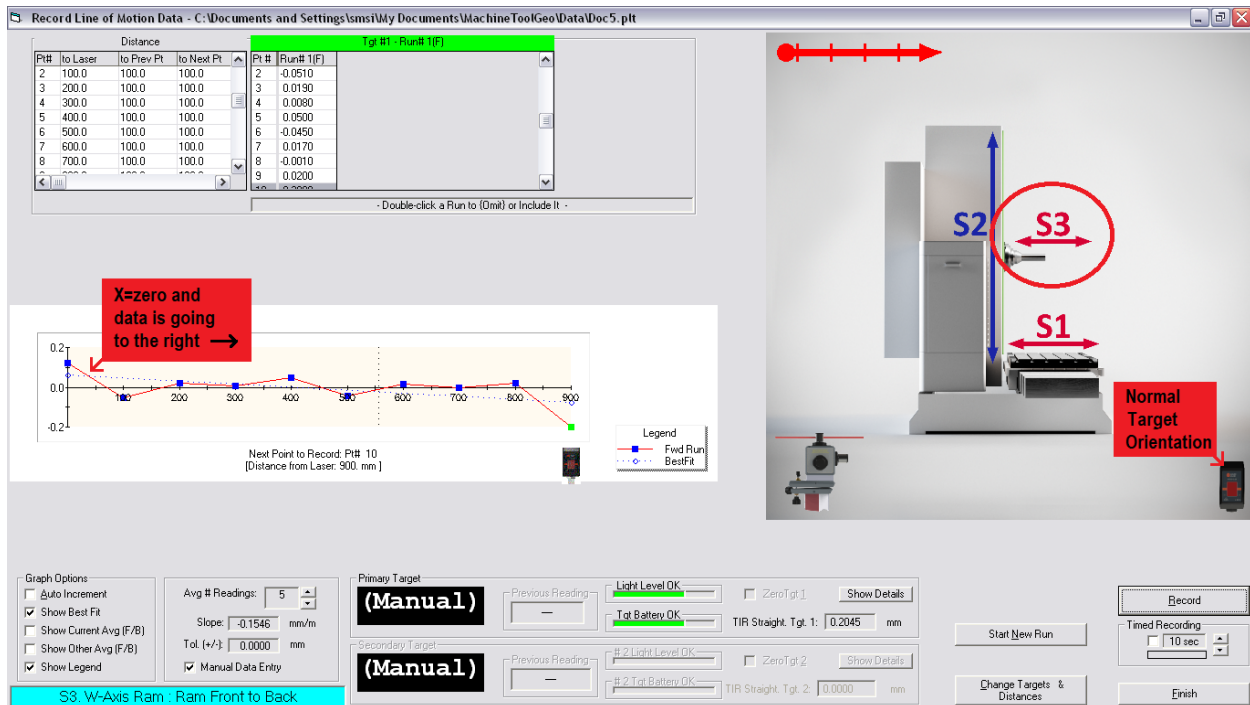 Record Line of Motion Data - C:\Documents and Settings\smsi\My Documents\MachineToolGeo\Data\Doc5.plt
Distance
Pt# to Laser to Prev Pt to Next Pt
2 100.0 100.0 100.0
3 200.0 100.0 100.0
4 300.0 100.0 100.0
5 400.0 100.0 100.0
6 500.0 100.0 100.0
7 600.0 100.0 100.0
8 700.0 100.0 100.0
Tgt #1 - Run# 1(F)
Pt # Run# 1(F)
2 -0.0510
3 0.0190
4 0.0080
5 0.0500
6 -0.0450
7 0.0170
8 -0.0010
9 0.0200
- Double-click a Run to (Omit) or Include It -
S2
S3
S1
Normal
Target
Orientation
X=zero and
data is going
to the right →
0.2
0.0
-0.2
100 200 300 400 500 600 700 800 900
Next Point to Record: Pt# 10
[Distance from Laser: 900. mm ]
Legend
Fwd Run
BestFit
Graph Options
Auto Increment
Show Best Fit
Show Current Avg (F/B)
Show Other Avg (F/B)
Show Legend
Avg # Readings: 5
Slope: -0.1546 mm/m
Tol. (+/-): 0.0000 mm
Manual Data Entry
S3. W-Axis Ram : Ram Front to Back
Primary Target
(Manual)
Previous Reading
—
Light Level OK
Tgt Battery OK
ZeroTgt 1
Show Details
TIR Straight. Tgt. 1: 0.2045 mm
Secondary Target
(Manual)
Previous Reading
—
# 2 Light Level OK
# 2 Tgt Battery OK
ZeroTgt 2
Show Details
TIR Straight. Tgt. 2: 0.0000 mm
Start New Run
Change Targets &
Distances
Record
Timed Recording
10 sec
Finish